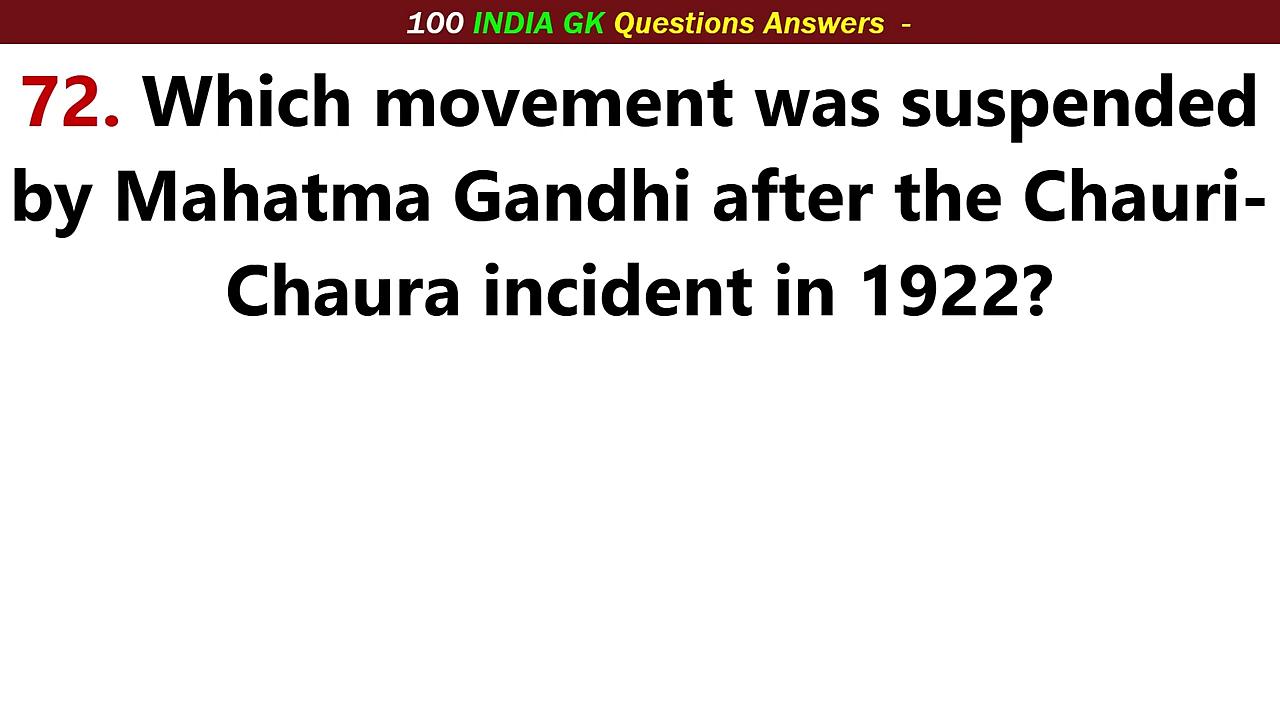 100 INDIA GK Questions Answers -
72. Which movement was suspended
by Mahatma Gandhi after the Chauri-
Chaura incident in 1922?